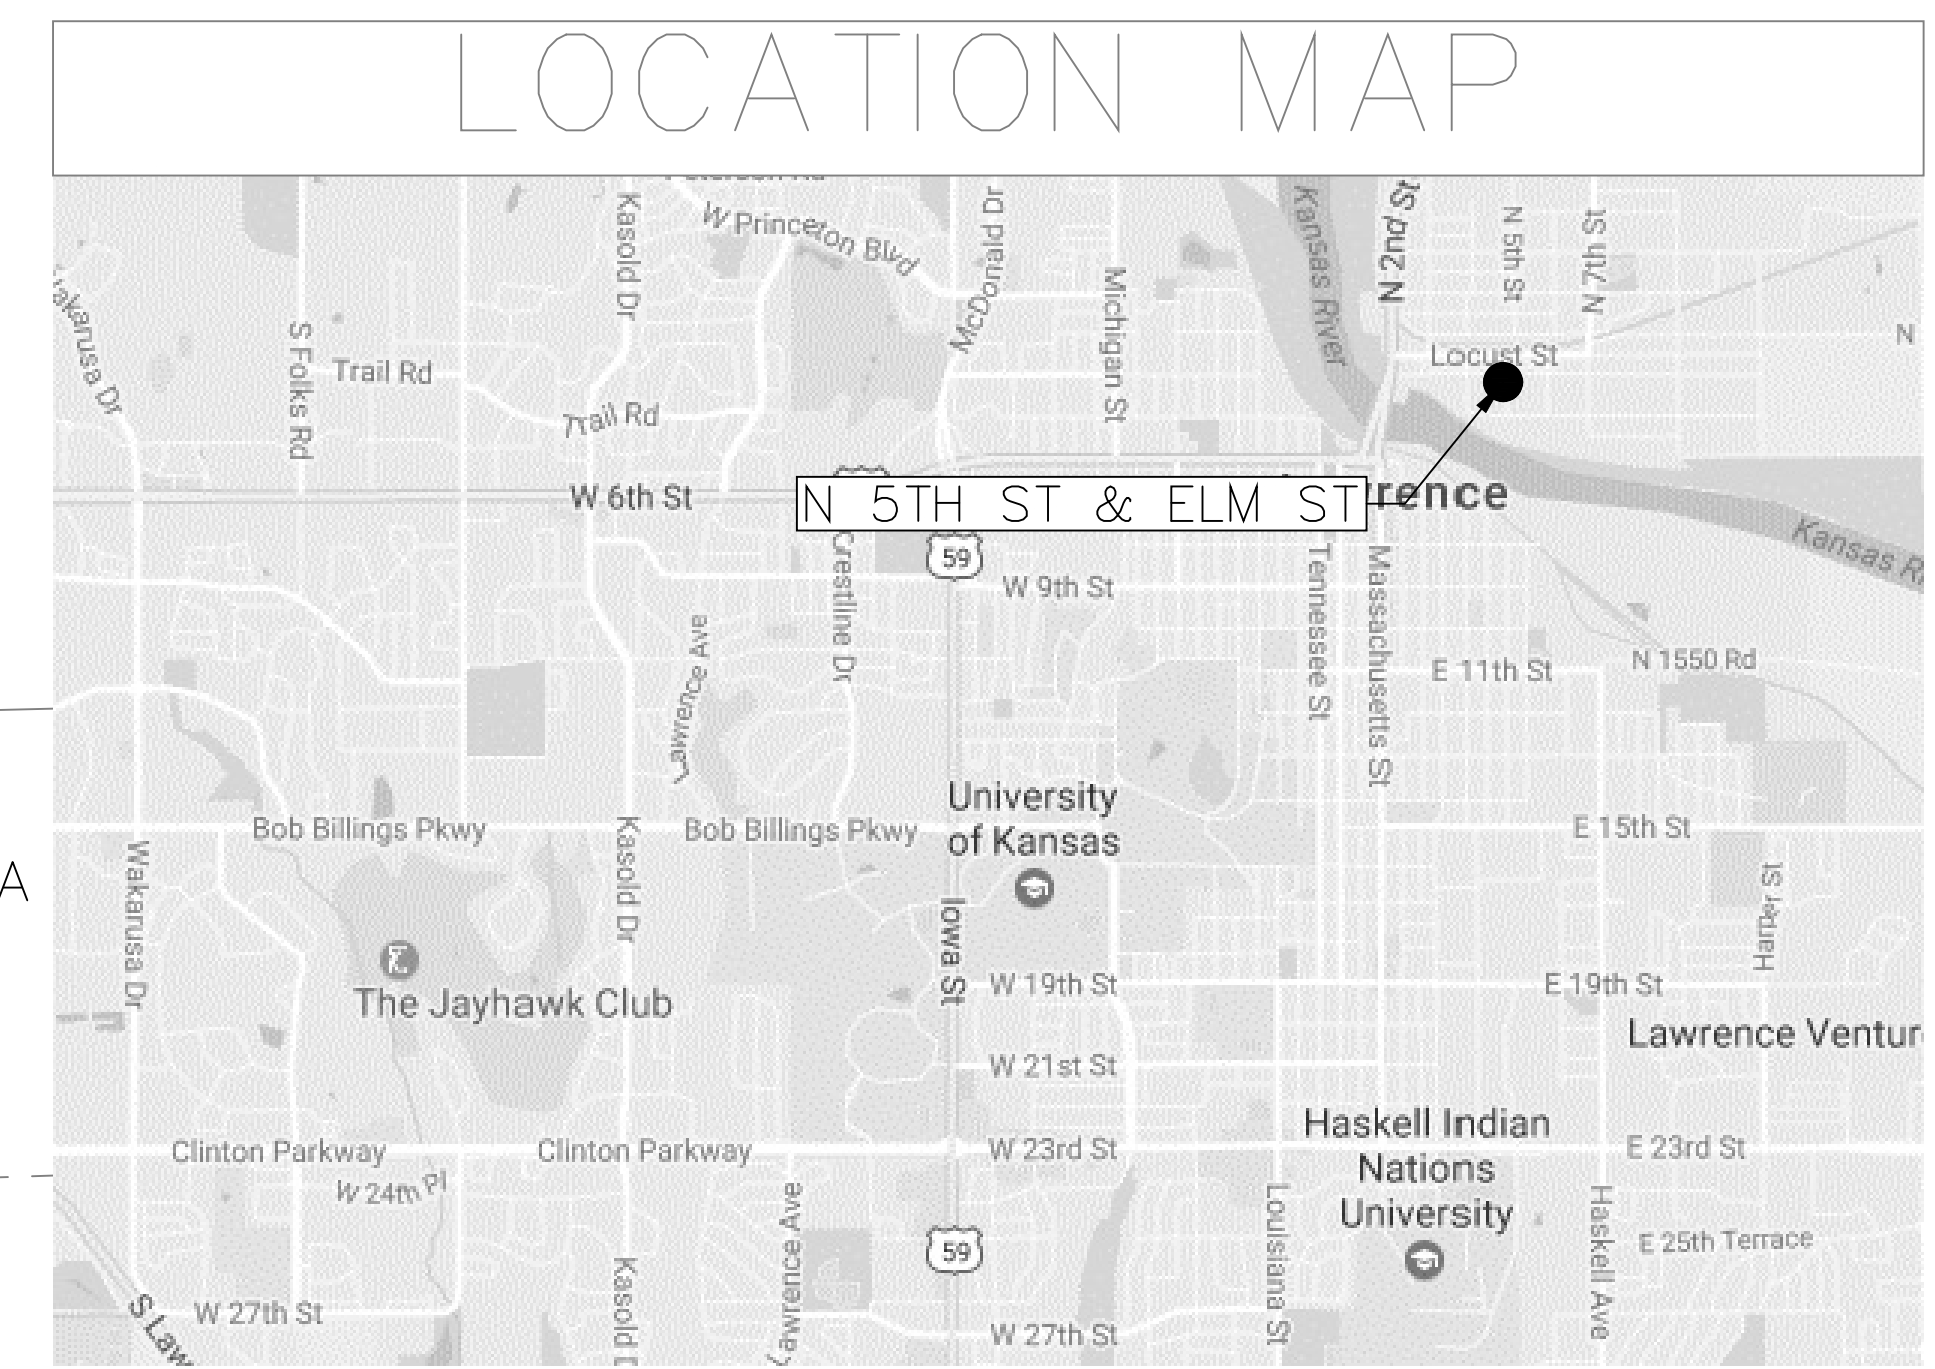 LOCATION MAP
W Princeton Blvd
Kasold Dr
McDonald Dr
Michigan St
Kansas River
N 2nd St
N 5th St
N 7th St
N
S Folks Rd
Trail Rd
Trail Rd
Locust St
W 6th St
N 5TH ST & ELM ST
59
Crestline Dr
W 9th St
Tennessee St
Massachusetts St
Kansas
Lawrence Ave
E 11th St
N 1550 Rd
University
of Kansas
Bob Billings Pkwy
Bob Billings Pkwy
E 15th St
A
Wakarusa Dr
Kasold Dr
Iowa St
Harper St
The Jayhawk Club
W 19th St
E 19th St
Lawrence
W 21st St
Haskell Indian
Nations
University
Clinton Parkway
Clinton Parkway
W 23rd St
E 23rd St
W 24th Pl
59
Louisiana St
Haskell Ave
E 25th Terrace
Kasold
W 27th St
W 27th St